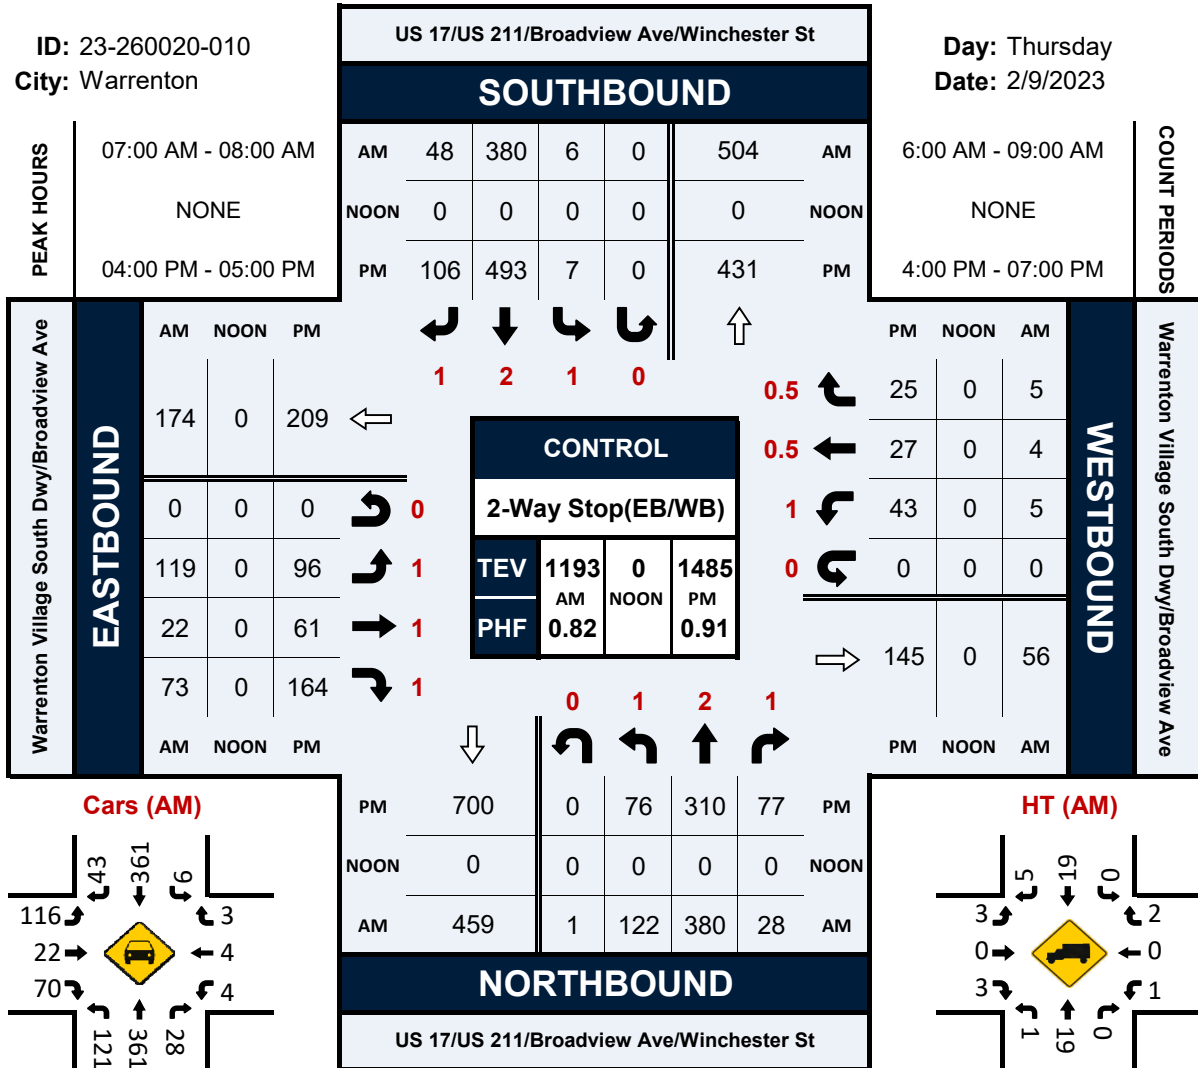 US 17/US 211/Broadview Ave/Winchester St
ID: 23-260020-010
City: Warrenton
Day: Thursday
Date: 2/9/2023
SOUTHBOUND
PEAK HOURS
07:00 AM - 08:00 AM
NONE
04:00 PM - 05:00 PM
AM 48 380 6 0 504 AM
NOON 0 0 0 0 0 NOON
PM 106 493 7 0 431 PM
1 2 1 0
6:00 AM - 09:00 AM
NONE
4:00 PM - 07:00 PM
COUNT PERIODS
Warrenton Village South Dwy/Broadview Ave
EASTBOUND
AM NOON PM
174 0 209
0 0 0 0
119 0 96 1
22 0 61 1
73 0 164 1
AM NOON PM
CONTROL
2-Way Stop(EB/WB)
TEV 1193 0 1485
AM NOON PM
PHF 0.82 0.91
PM NOON AM
0.5 25 0 5
0.5 27 0 4
1 43 0 5
0 0 0 0
145 0 56
PM NOON AM
WESTBOUND
Warrenton Village South Dwy/Broadview Ave
0 1 2 1
PM 700 0 76 310 77 PM
NOON 0 0 0 0 0 NOON
AM 459 1 122 380 28 AM
NORTHBOUND
US 17/US 211/Broadview Ave/Winchester St
Cars (AM)
43 361 6
116 3
22 4
70 4
121 361 28
HT (AM)
5 19 0
3 2
0 0
3 1
1 19 0